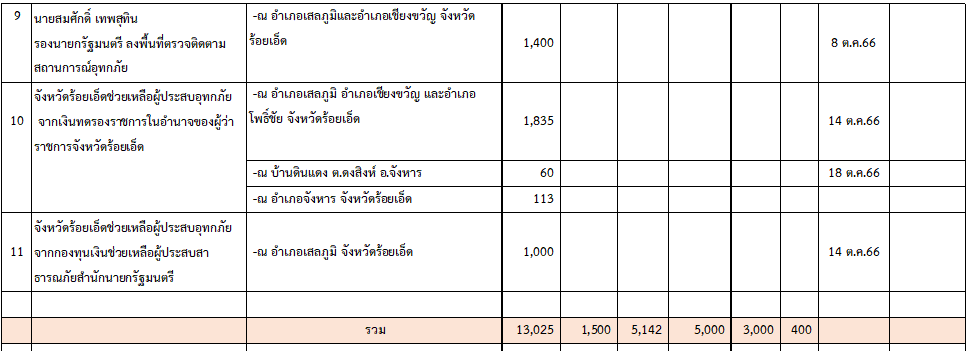 9 นายสมศักดิ์ เทพสุทิน -ณ อำเภอเสลภูมิและอำเภอเชียงขวัญ จังหวัด
รองนายกรัฐมนตรี ลงพื้นที่ตรวจติดตาม ร้อยเอ็ด 1,400 8 ต.ค.66
สถานการณ์อุทกภัย
จังหวัดร้อยเอ็ดช่วยเหลือผู้ประสบอุทกภัย -ณ อำเภอเสลภูมิ อำเภอเชียงขวัญ และอำเภอ
10 จากเงินทดรองราชการในอำนาจของผู้ว่า โพธิ์ชัย จังหวัดร้อยเอ็ด 1,835 14 ต.ค.66
ราชการจังหวัดร้อยเอ็ด
-ณ บ้านดินแดง ต.ดงสิงห์ อ.จังหาร 60 18 ต.ค.66
-ณ อำเภอจังหาร จังหวัดร้อยเอ็ด 113
จังหวัดร้อยเอ็ดช่วยเหลือผู้ประสบอุทกภัย
11 จากกองทุนเงินช่วยเหลือผู้ประสบสา -ณ อำเภอเสลภูมิ จังหวัดร้อยเอ็ด 1,000 14 ต.ค.66
ธารณภัยสำนักนายกรัฐมนตรี
รวม 13,025 1,500 5,142 5,000 3,000 400